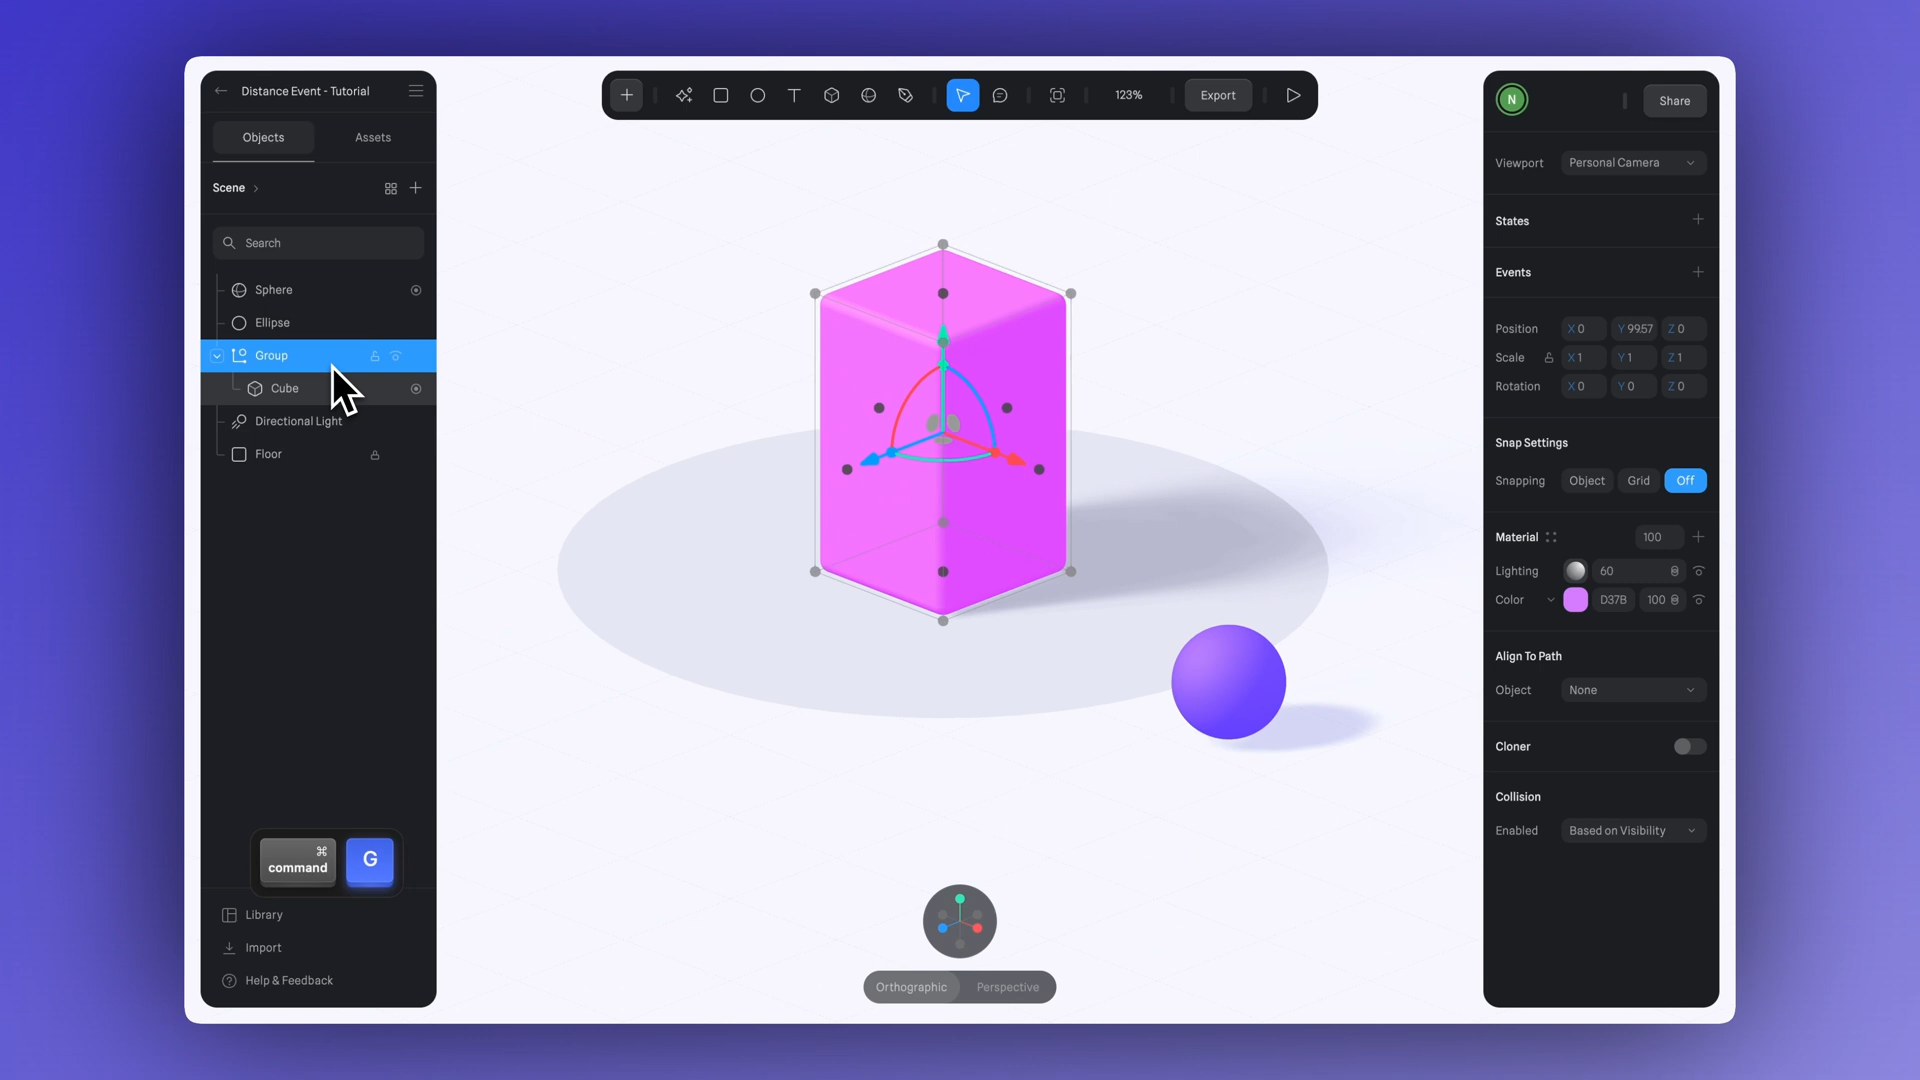 Distance Event - Tutorial
Objects
Assets
Scene
Search
Sphere
Ellipse
Group
Cube
Directional Light
Floor
⌘
command
G
Library
Import
Help & Feedback
T
123%
Export
Orthographic
Perspective
N
Share
Viewport
Personal Camera
States
Events
Position
X 0
Y 99.57
Z 0
Scale
X 1
Y 1
Z 1
Rotation
X 0
Y 0
Z 0
Snap Settings
Snapping
Object
Grid
Off
Material
100
Lighting
60
Color
D37B
100
Align To Path
Object
None
Cloner
Collision
Enabled
Based on Visibility